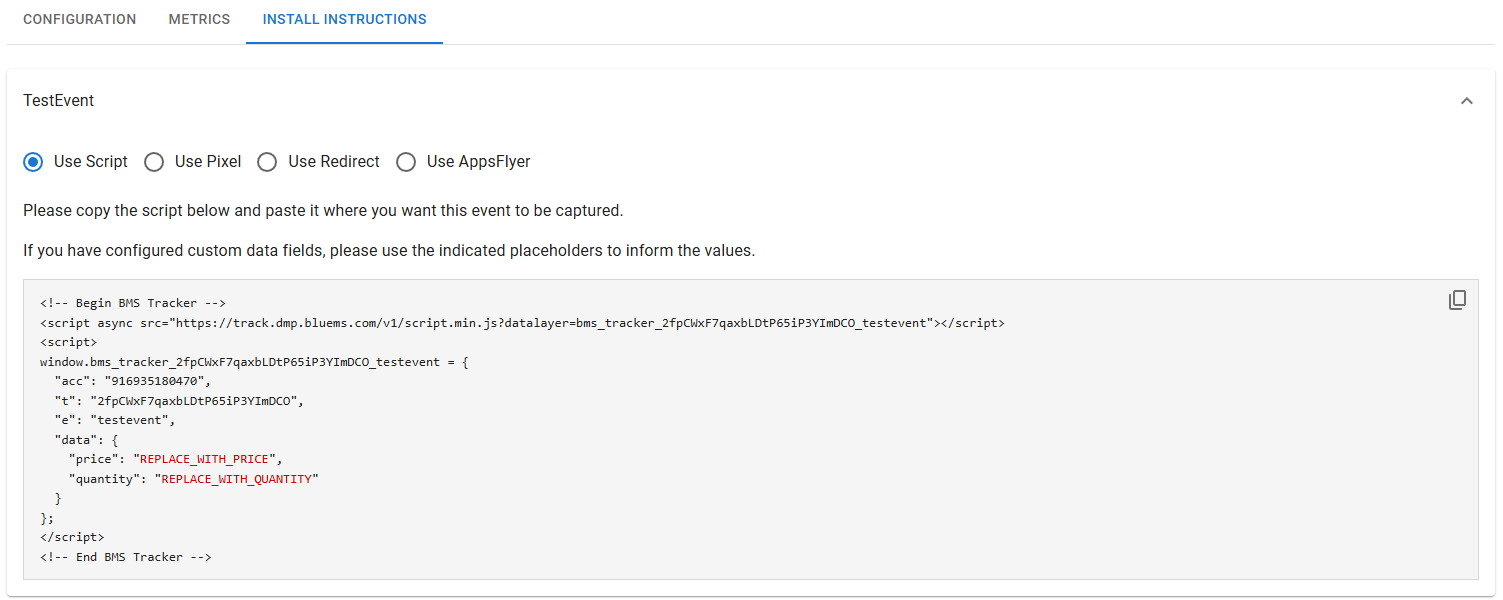 CONFIGURATION METRICS INSTALL INSTRUCTIONS
TestEvent
Use Script Use Pixel Use Redirect Use AppsFlyer
Please copy the script below and paste it where you want this event to be captured.
If you have configured custom data fields, please use the indicated placeholders to inform the values.
<!-- Begin BMS Tracker -->
<script async src="https://track.dmp.bluems.com/v1/script.min.js?datalayer=bms_tracker_2fpCWxF7qaxbLDtP65iP3YImDCO_testevent"></script>
<script>
window.bms_tracker_2fpCWxF7qaxbLDtP65iP3YImDCO_testevent = {
  "acc": "916935180470",
  "t": "2fpCWxF7qaxbLDtP65iP3YImDCO",
  "e": "testevent",
  "data": {
    "price": "REPLACE_WITH_PRICE",
    "quantity": "REPLACE_WITH_QUANTITY"
  }
};
</script>
<!-- End BMS Tracker -->